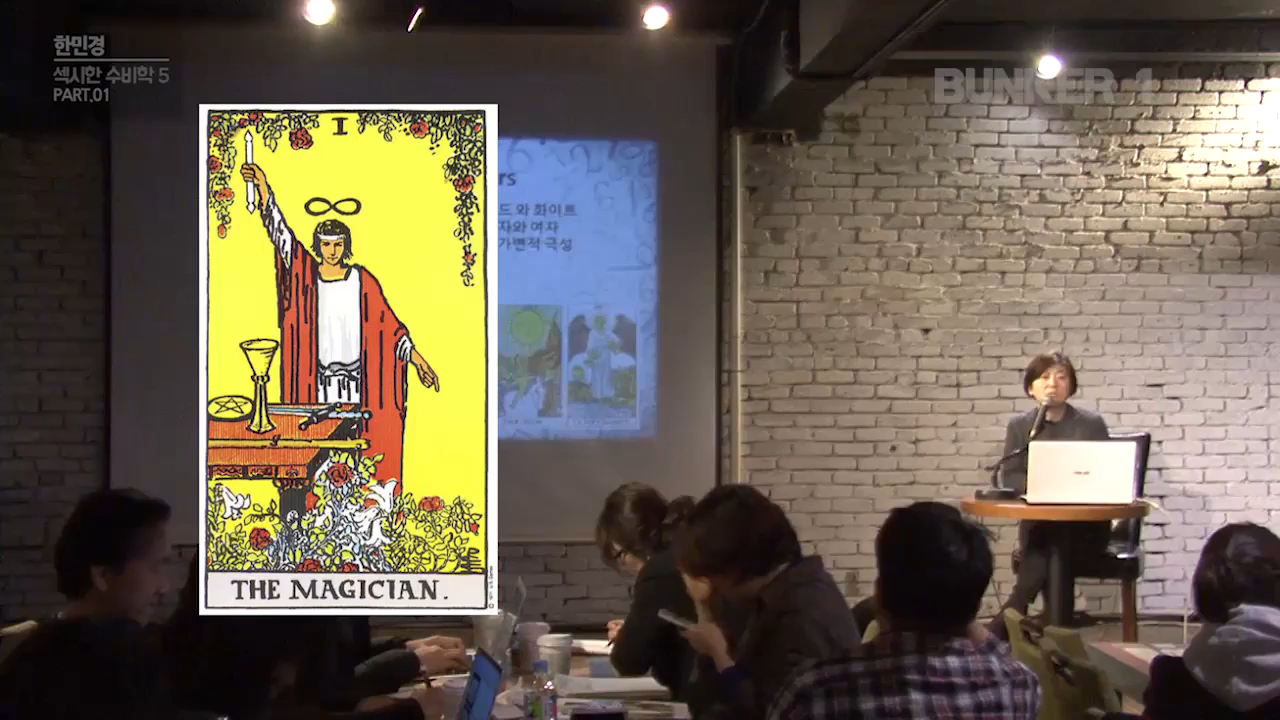 한민경
섹시한 수비학 5
PART.01
BUNKER 1
I
THE MAGICIAN.
rs
드 와 화이트
자와 여자
가변적 극성